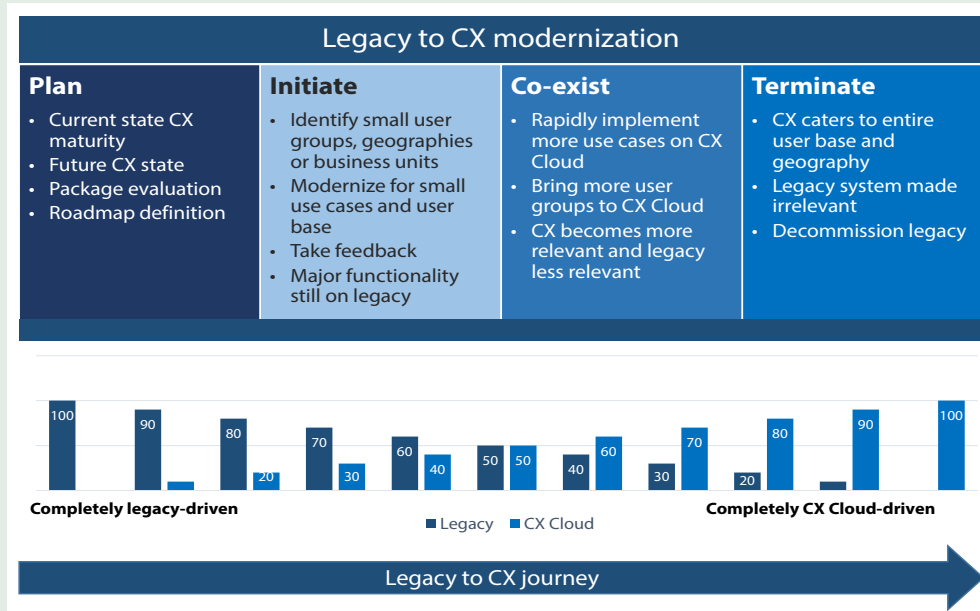 Legacy to CX modernization
Plan
• Current state CX
maturity
• Future CX state
• Package evaluation
• Roadmap definition
Initiate
• Identify small user
groups, geographies
or business units
• Modernize for small
use cases and user
base
• Take feedback
• Major functionality
still on legacy
Co-exist
• Rapidly implement
more use cases on CX
Cloud
• Bring more user
groups to CX Cloud
• CX becomes more
relevant and legacy
less relevant
Terminate
• CX caters to entire
user base and
geography
• Legacy system made
irrelevant
• Decommission legacy
100
90
80
20
70
30
60
40
50
50
40
60
30
70
20
80
90
100
Completely legacy-driven
Completely CX Cloud-driven
Legacy
CX Cloud
Legacy to CX journey